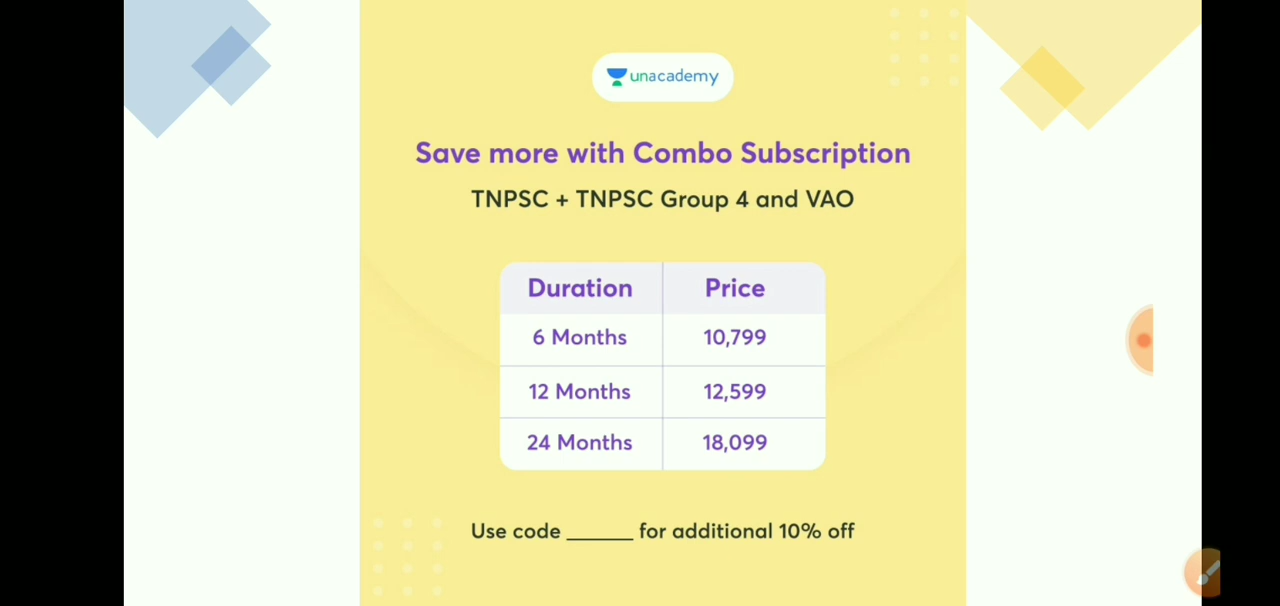 unacademy
Save more with Combo Subscription
TNPSC + TNPSC Group 4 and VAO
Duration Price
6 Months 10,799
12 Months 12,599
24 Months 18,099
Use code ______ for additional 10% off